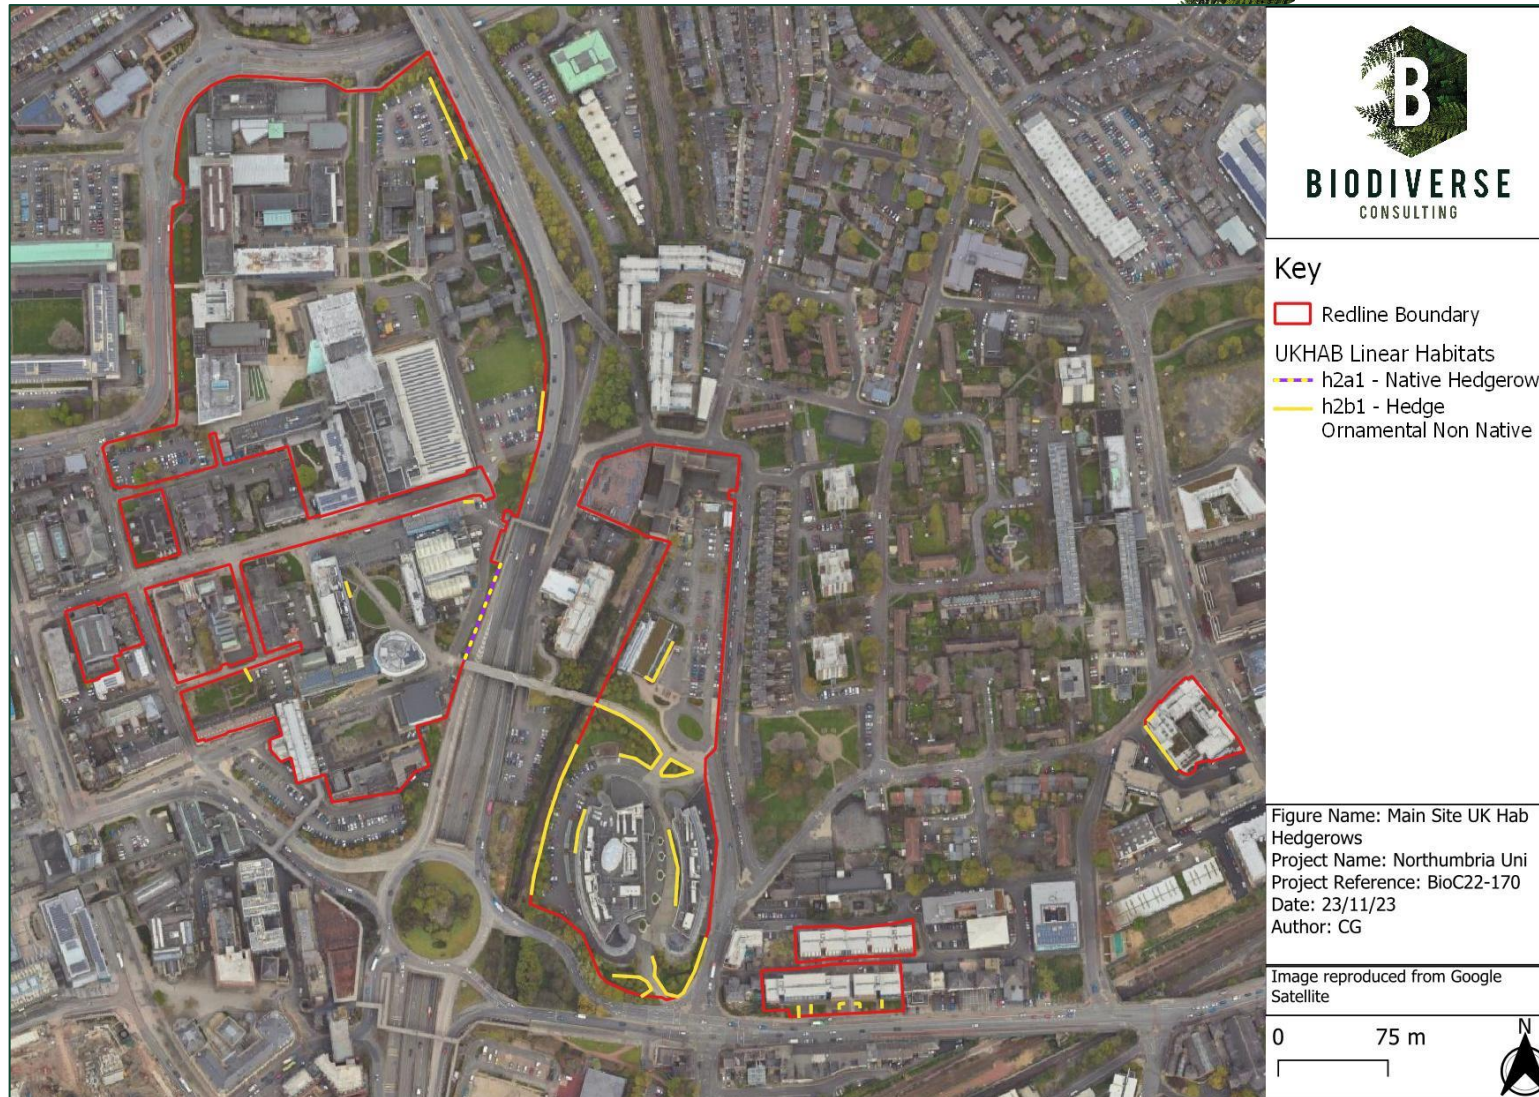 B
BIODIVERSE
CONSULTING
Key
Redline Boundary
UKHAB Linear Habitats
h2a1 - Native Hedgerow
h2b1 - Hedge
Ornamental Non Native
Figure Name: Main Site UK Hab
Hedgerows
Project Name: Northumbria Uni
Project Reference: BioC22-170
Date: 23/11/23
Author: CG
Image reproduced from Google
Satellite
0 75 m
N